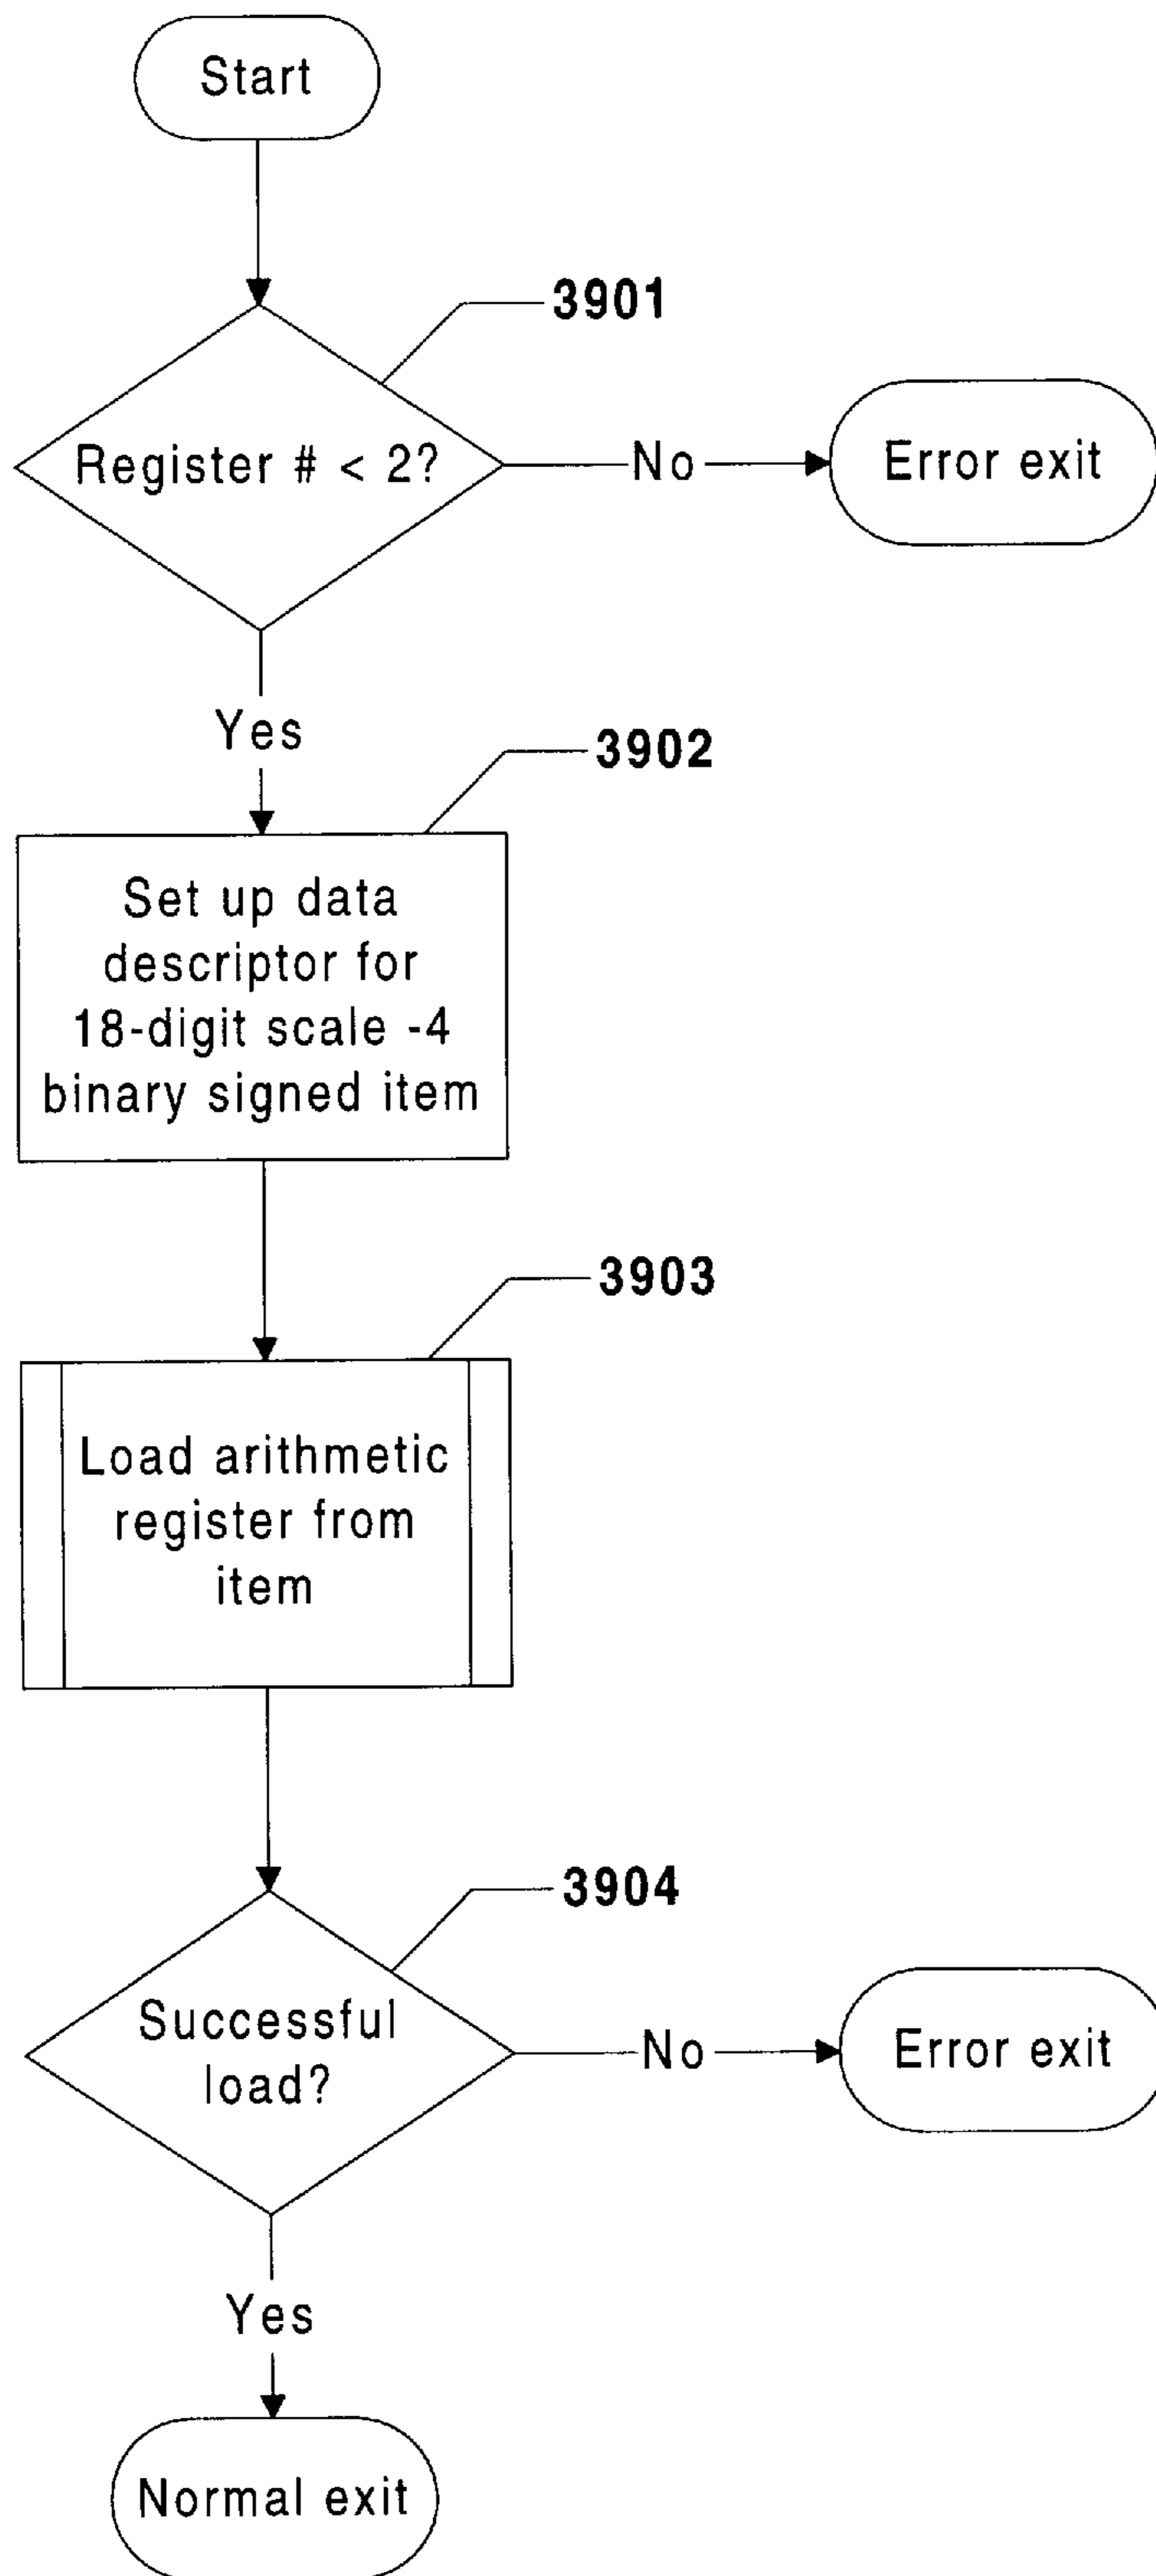 Start
3901
Register # < 2?
No
Error exit
Yes
3902
Set up data
descriptor for
18-digit scale -4
binary signed item
3903
Load arithmetic
register from
item
3904
Successful
load?
No
Error exit
Yes
Normal exit